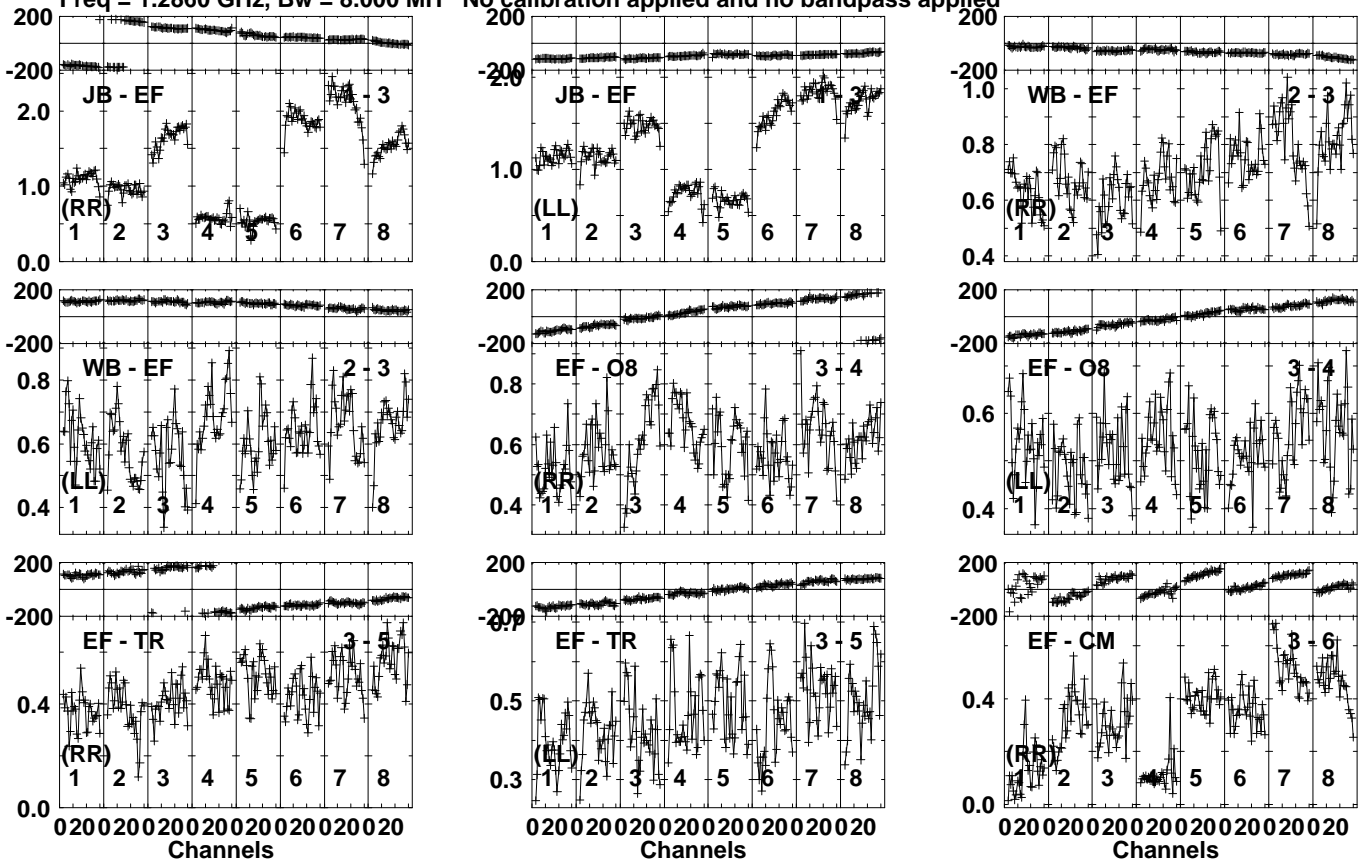 Freq = 1.2860 GHz, Bw = 8.000 MH No calibration applied and no bandpass applied
200 200 200
-200 -200 -200
JB - EF 1 - 3 JB - EF 1 - 3 WB - EF 2 - 3
2.0 2.0 1.0
1.0 1.0 0.8
0.6
(RR) (LL) (RR)
1 2 3 4 5 6 7 8 1 2 3 4 5 6 7 8 1 2 3 4 5 6 7 8
0.0 0.0 0.4
200 200 200
-200 -200 -200
WB - EF 2 - 3 EF - O8 3 - 4 EF - O8 3 - 4
0.8 0.8 0.6
0.6 0.6
(LL) (RR) (LL)
1 2 3 4 5 6 7 8 1 2 3 4 5 6 7 8 1 2 3 4 5 6 7 8
0.4 0.4 0.4
200 200 200
-200 -200 -200
0.7
EF - TR 3 - 5 EF - TR 3 - 5 EF - CM 3 - 6
0.4 0.5 0.4
(RR) (LL) (RR)
1 2 3 4 5 6 7 8 1 2 3 4 5 6 7 8 1 2 3 4 5 6 7 8
0.0 0.3 0.0
0 20 0 20 0 20 0 20 0 20 0 20 0 20 0 20 0 20 0 20 0 20 0 20 0 20 0 20 0 20 0 20 0 20 0 20 0 20 0 20 0 20 0 20 0 20 0 20
Channels Channels Channels